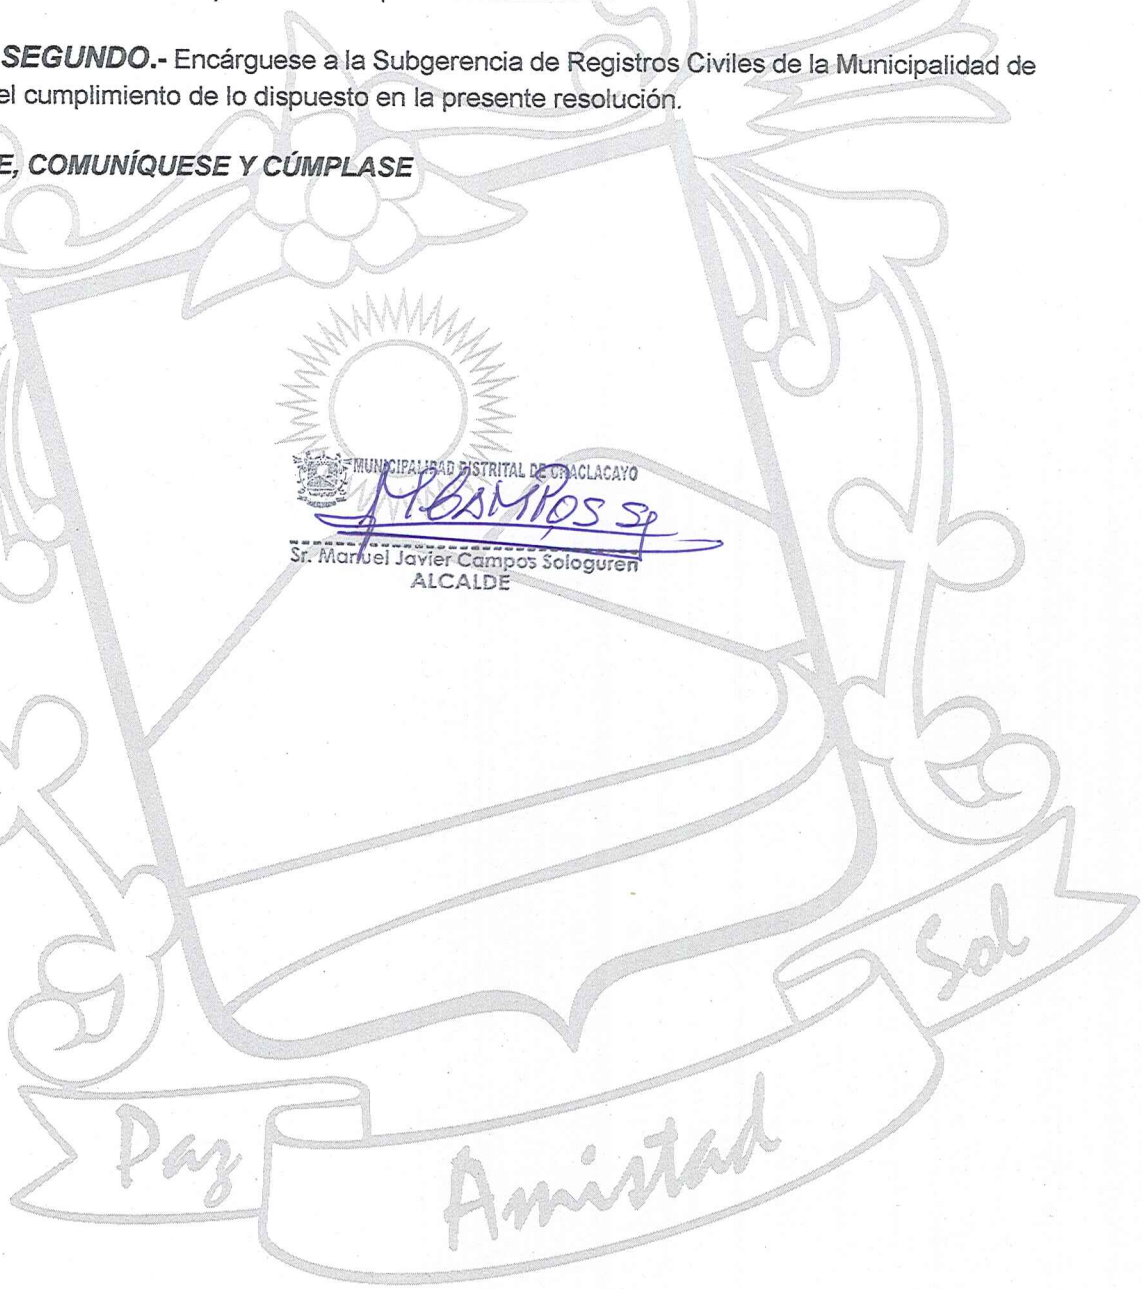 SEGUNDO.- Encárguese a la Subgerencia de Registros Civiles de la Municipalidad de
el cumplimiento de lo dispuesto en la presente resolución.
E, COMUNÍQUESE Y CÚMPLASE
MUNICIPALIDAD DISTRITAL DE CHACLACAYO
MCAMPOS S
Sr. Manuel Javier Campos Sologuren
ALCALDE
Sol
Paz
Amistad